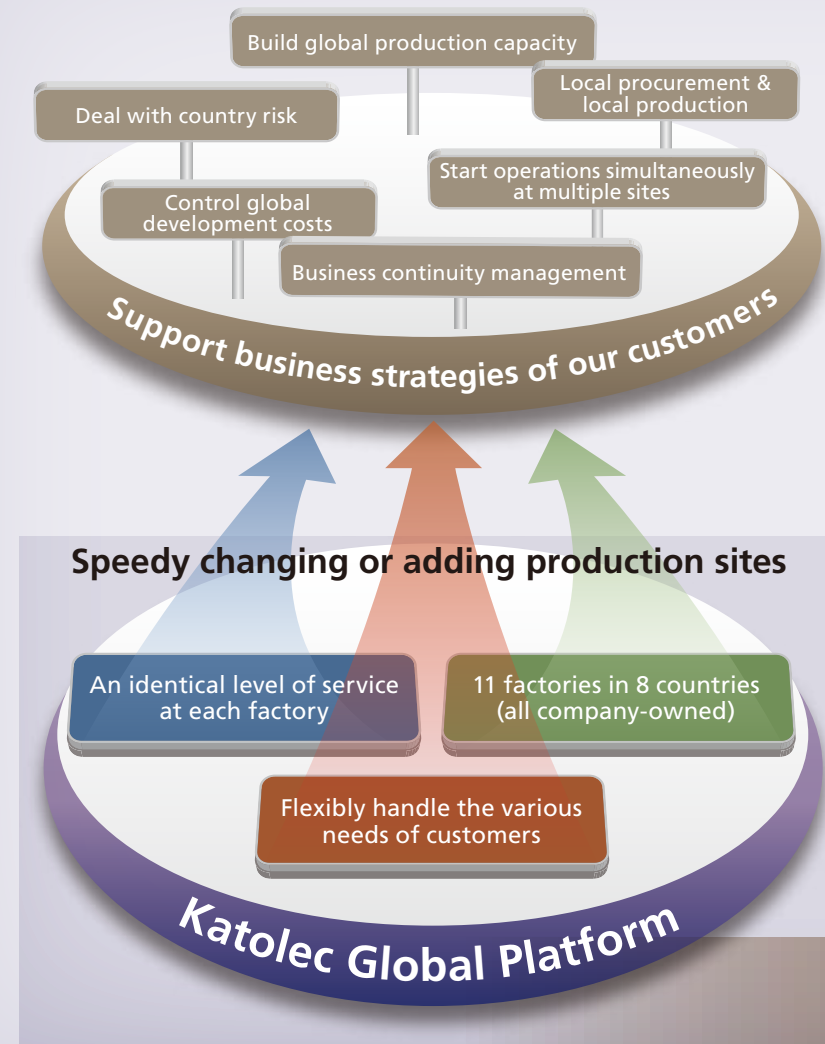 Build global production capacity
Local procurement &
local production
Deal with country risk
Start operations simultaneously
at multiple sites
Control global
development costs
Business continuity management
Support business strategies of our customers
Speedy changing or adding production sites
An identical level of service
at each factory
11 factories in 8 countries
(all company-owned)
Flexibly handle the various
needs of customers
Katolec Global Platform